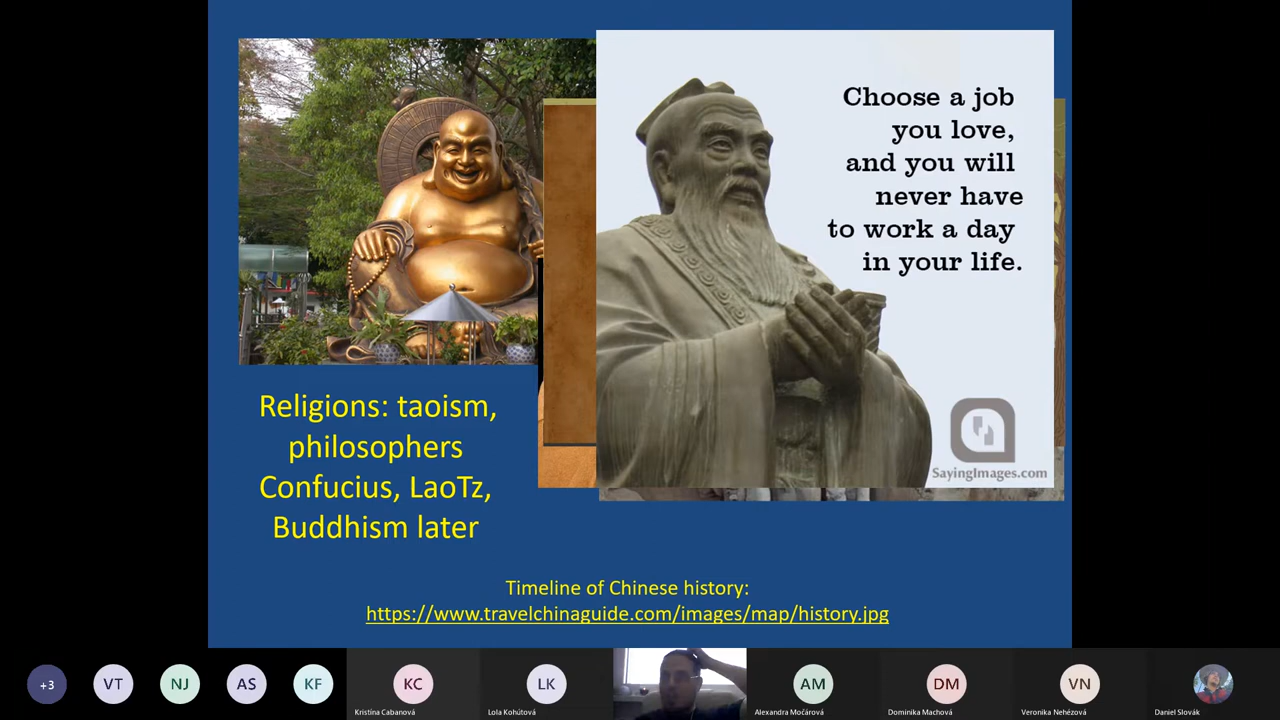 Choose a job
you love,
and you will
never have
to work a day
in your life.
SayingImages.com
Religions: taoism,
philosophers
Confucius, LaoTz,
Buddhism later
Timeline of Chinese history:
https://www.travelchinaguide.com/images/map/history.jpg
+3
VT
NJ
AS
KF
KC
LK
AM
DM
VN
Kristína Cabanová
Lola Kohútová
Alexandra Močárová
Dominika Machová
Veronika Nehézová
Daniel Slovák